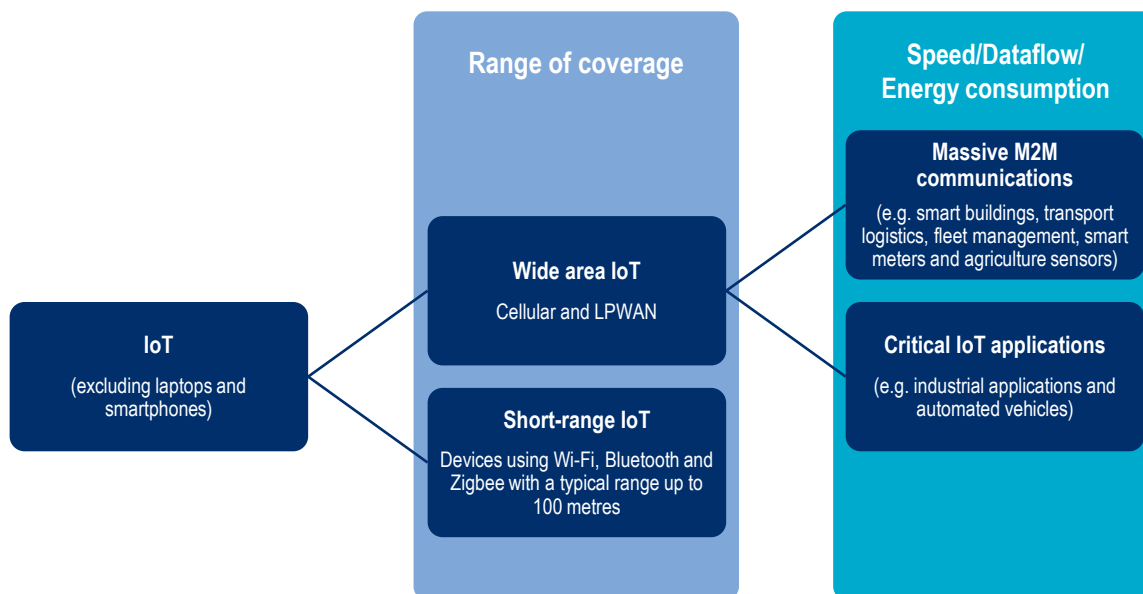 Range of coverage
Speed/Dataflow/
Energy consumption
Massive M2M
communications
(e.g. smart buildings, transport
logistics, fleet management, smart
meters and agriculture sensors)
Wide area IoT
Cellular and LPWAN
IoT
(excluding laptops and
smartphones)
Critical IoT applications
(e.g. industrial applications and
automated vehicles)
Short-range IoT
Devices using Wi-Fi, Bluetooth and
Zigbee with a typical range up to
100 metres